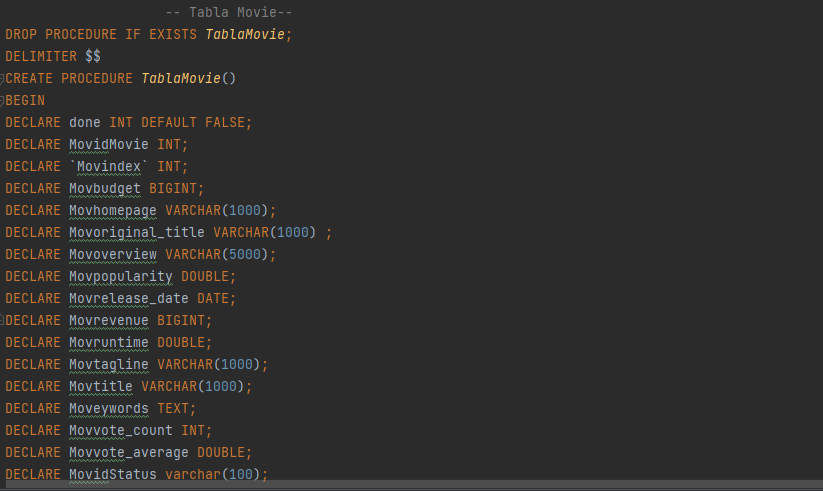 -- Tabla Movie--
DROP PROCEDURE IF EXISTS TablaMovie;
DELIMITER $$
CREATE PROCEDURE TablaMovie()
BEGIN
DECLARE done INT DEFAULT FALSE;
DECLARE MovidMovie INT;
DECLARE `Movindex` INT;
DECLARE Movbudget BIGINT;
DECLARE Movhomepage VARCHAR(1000);
DECLARE Movoriginal_title VARCHAR(1000) ;
DECLARE Movoverview VARCHAR(5000);
DECLARE Movpopularity DOUBLE;
DECLARE Movrelease_date DATE;
DECLARE Movrevenue BIGINT;
DECLARE Movruntime DOUBLE;
DECLARE Movtagline VARCHAR(1000);
DECLARE Movtitle VARCHAR(1000);
DECLARE Moveywords TEXT;
DECLARE Movvote_count INT;
DECLARE Movvote_average DOUBLE;
DECLARE MovidStatus varchar(100);